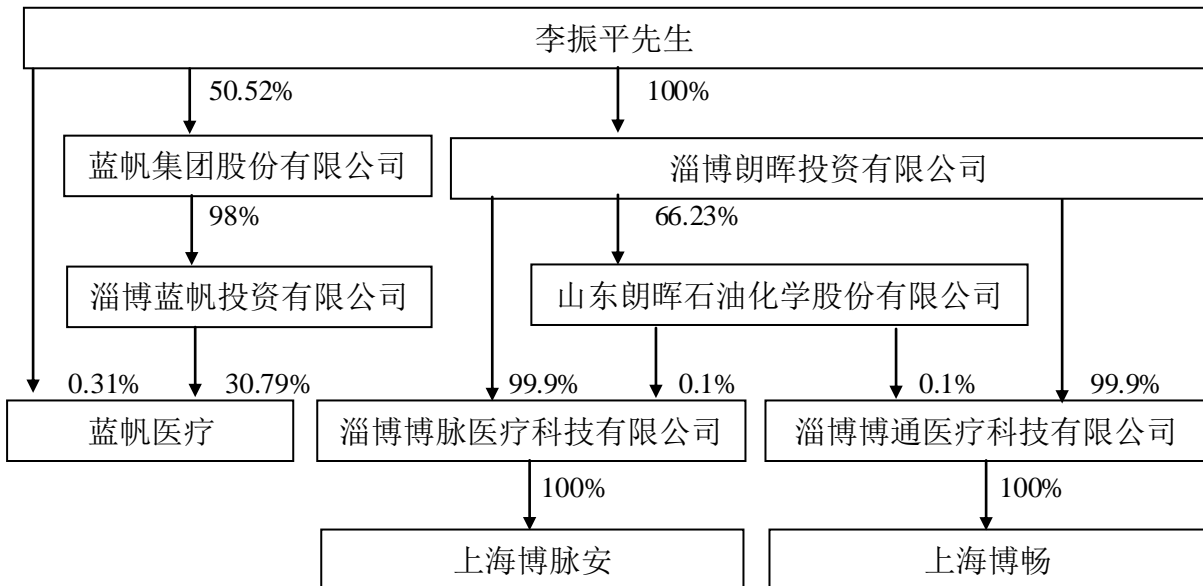 李振平先生
50.52%
100%
蓝帆集团股份有限公司
淄博朗晖投资有限公司
98%
66.23%
淄博蓝帆投资有限公司
山东朗晖石油化学股份有限公司
0.31%
30.79%
99.9%
0.1%
0.1%
99.9%
蓝帆医疗
淄博博脉医疗科技有限公司
淄博博通医疗科技有限公司
100%
100%
上海博脉安
上海博畅